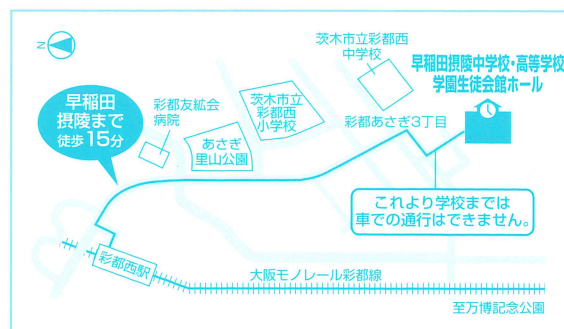 N
茨木市立彩都西
中学校
早稲田摂陵中学校・高等学校
学園生徒会館ホール
早稲田
摂陵まで
徒歩15分
彩都友紘会
病院
茨木市立
彩都西
小学校
あさぎ
里山公園
彩都あさぎ3丁目
これより学校までは
車での通行はできません。
彩都西駅
大阪モノレール彩都線
至万博記念公園